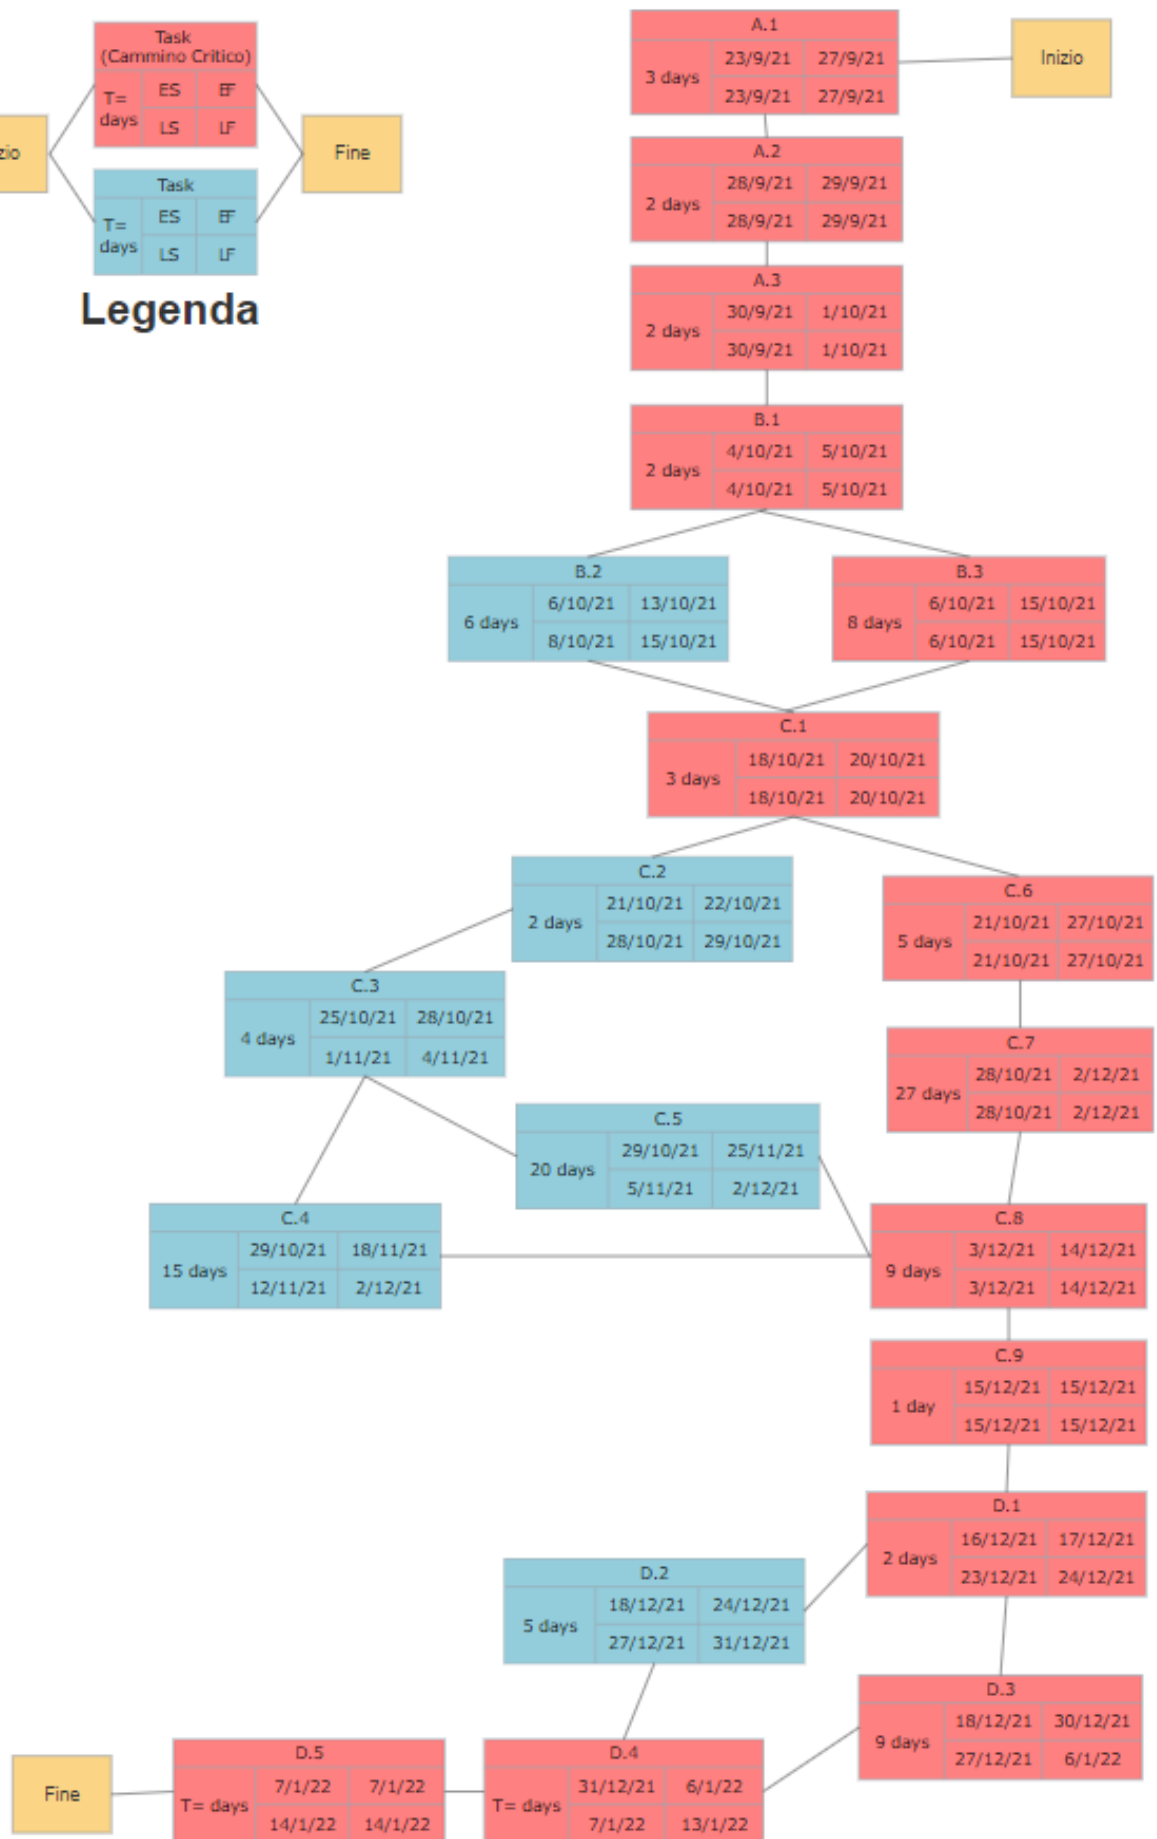 Task
(Cammino Critico)
T=
days
ES EF
LS LF
zio
Fine
Task
T=
days
ES EF
LS LF
Legenda
Inizio
A.1
3 days
23/9/21 27/9/21
23/9/21 27/9/21
A.2
2 days
28/9/21 29/9/21
28/9/21 29/9/21
A.3
2 days
30/9/21 1/10/21
30/9/21 1/10/21
B.1
2 days
4/10/21 5/10/21
4/10/21 5/10/21
B.2
6 days
6/10/21 13/10/21
8/10/21 15/10/21
B.3
8 days
6/10/21 15/10/21
6/10/21 15/10/21
C.1
3 days
18/10/21 20/10/21
18/10/21 20/10/21
C.2
2 days
21/10/21 22/10/21
28/10/21 29/10/21
C.6
5 days
21/10/21 27/10/21
21/10/21 27/10/21
C.3
4 days
25/10/21 28/10/21
1/11/21 4/11/21
C.7
27 days
28/10/21 2/12/21
28/10/21 2/12/21
C.5
20 days
29/10/21 25/11/21
5/11/21 2/12/21
C.4
15 days
29/10/21 18/11/21
12/11/21 2/12/21
C.8
9 days
3/12/21 14/12/21
3/12/21 14/12/21
C.9
1 day
15/12/21 15/12/21
15/12/21 15/12/21
D.1
2 days
16/12/21 17/12/21
23/12/21 24/12/21
D.2
5 days
18/12/21 24/12/21
27/12/21 31/12/21
D.3
9 days
18/12/21 30/12/21
27/12/21 6/1/22
D.4
T= days
31/12/21 6/1/22
7/1/22 13/1/22
D.5
T= days
7/1/22 7/1/22
14/1/22 14/1/22
Fine